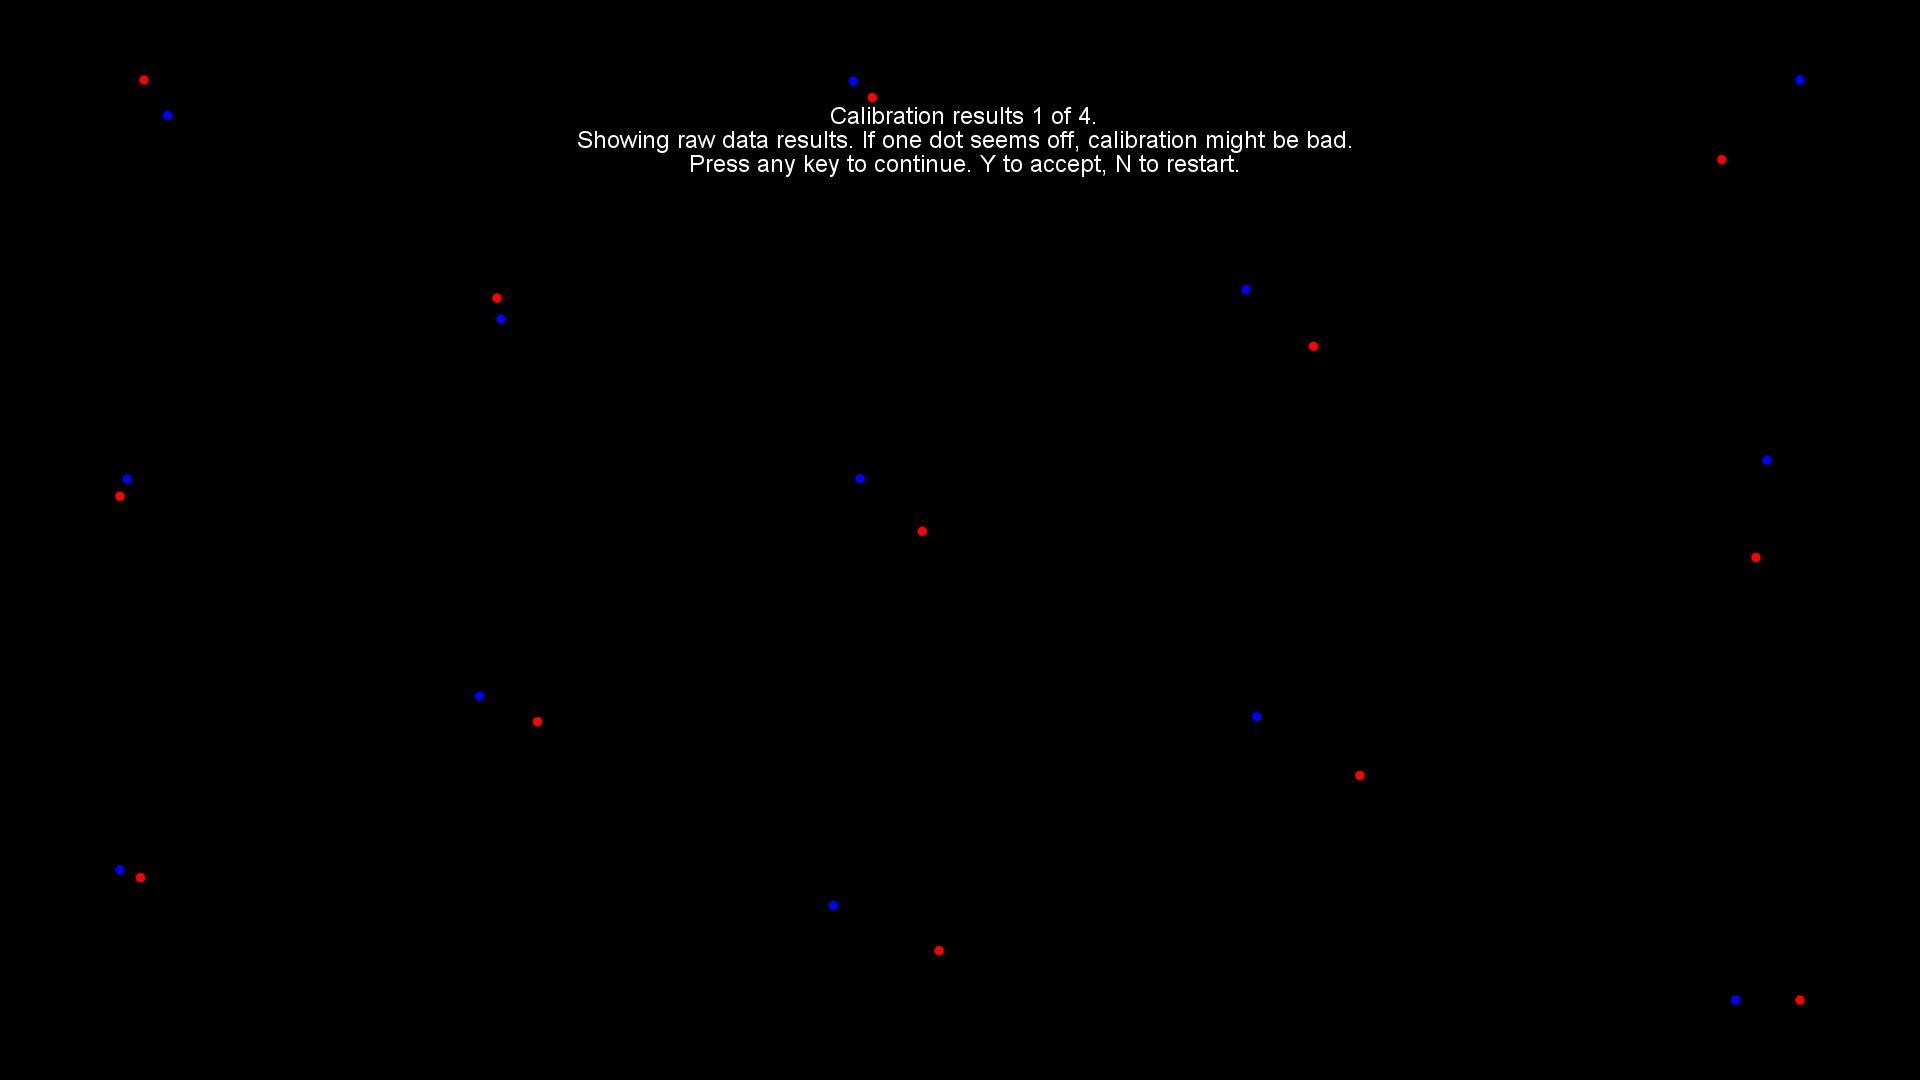 Calibration results 1 of 4.
Showing raw data results. If one dot seems off, calibration might be bad.
Press any key to continue. Y to accept, N to restart.